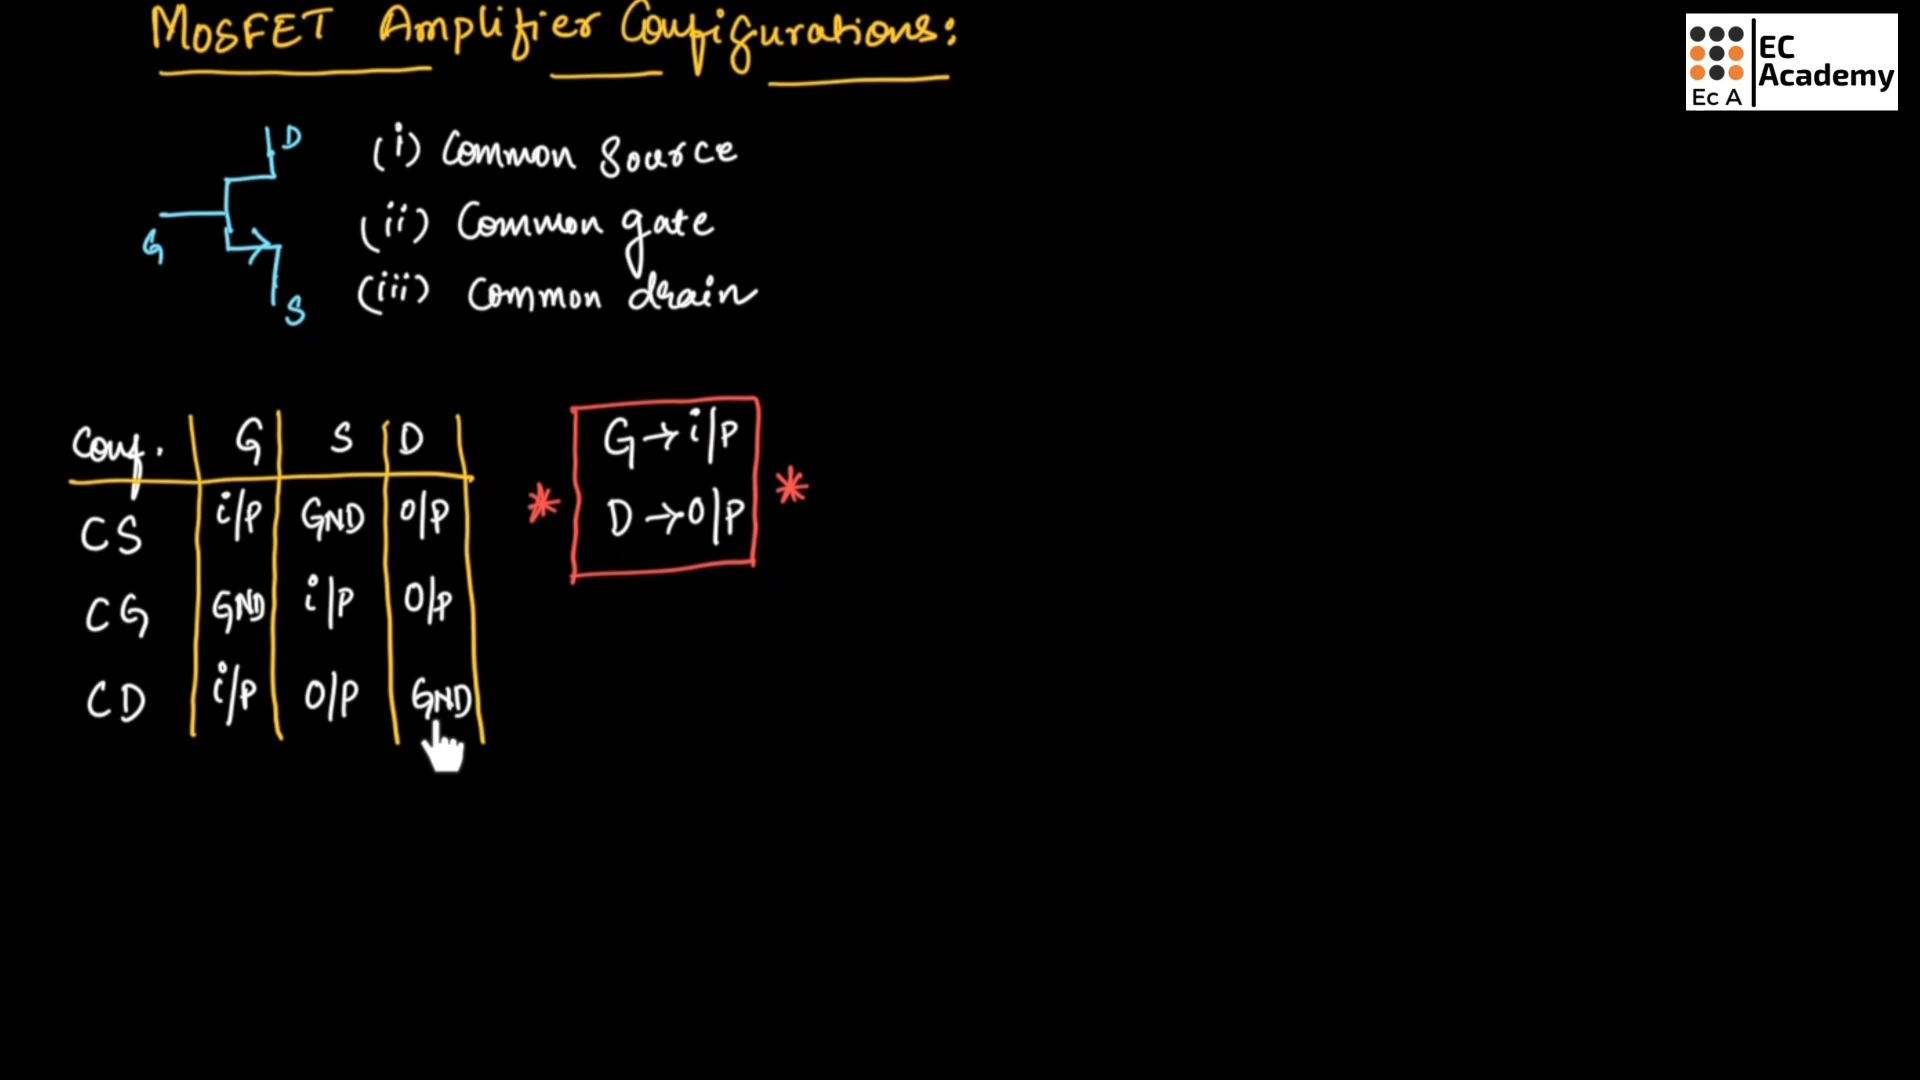 MOSFET Amplifier Configurations:
EC Academy
Ec A
D
G
S
(i) Common Source
(ii) Common gate
(iii) Common drain
Conf. G S D
CS i/p GND O/P
CG GND i/p O/p
CD i/p O/P GND
* G → i/p *
D → O/P